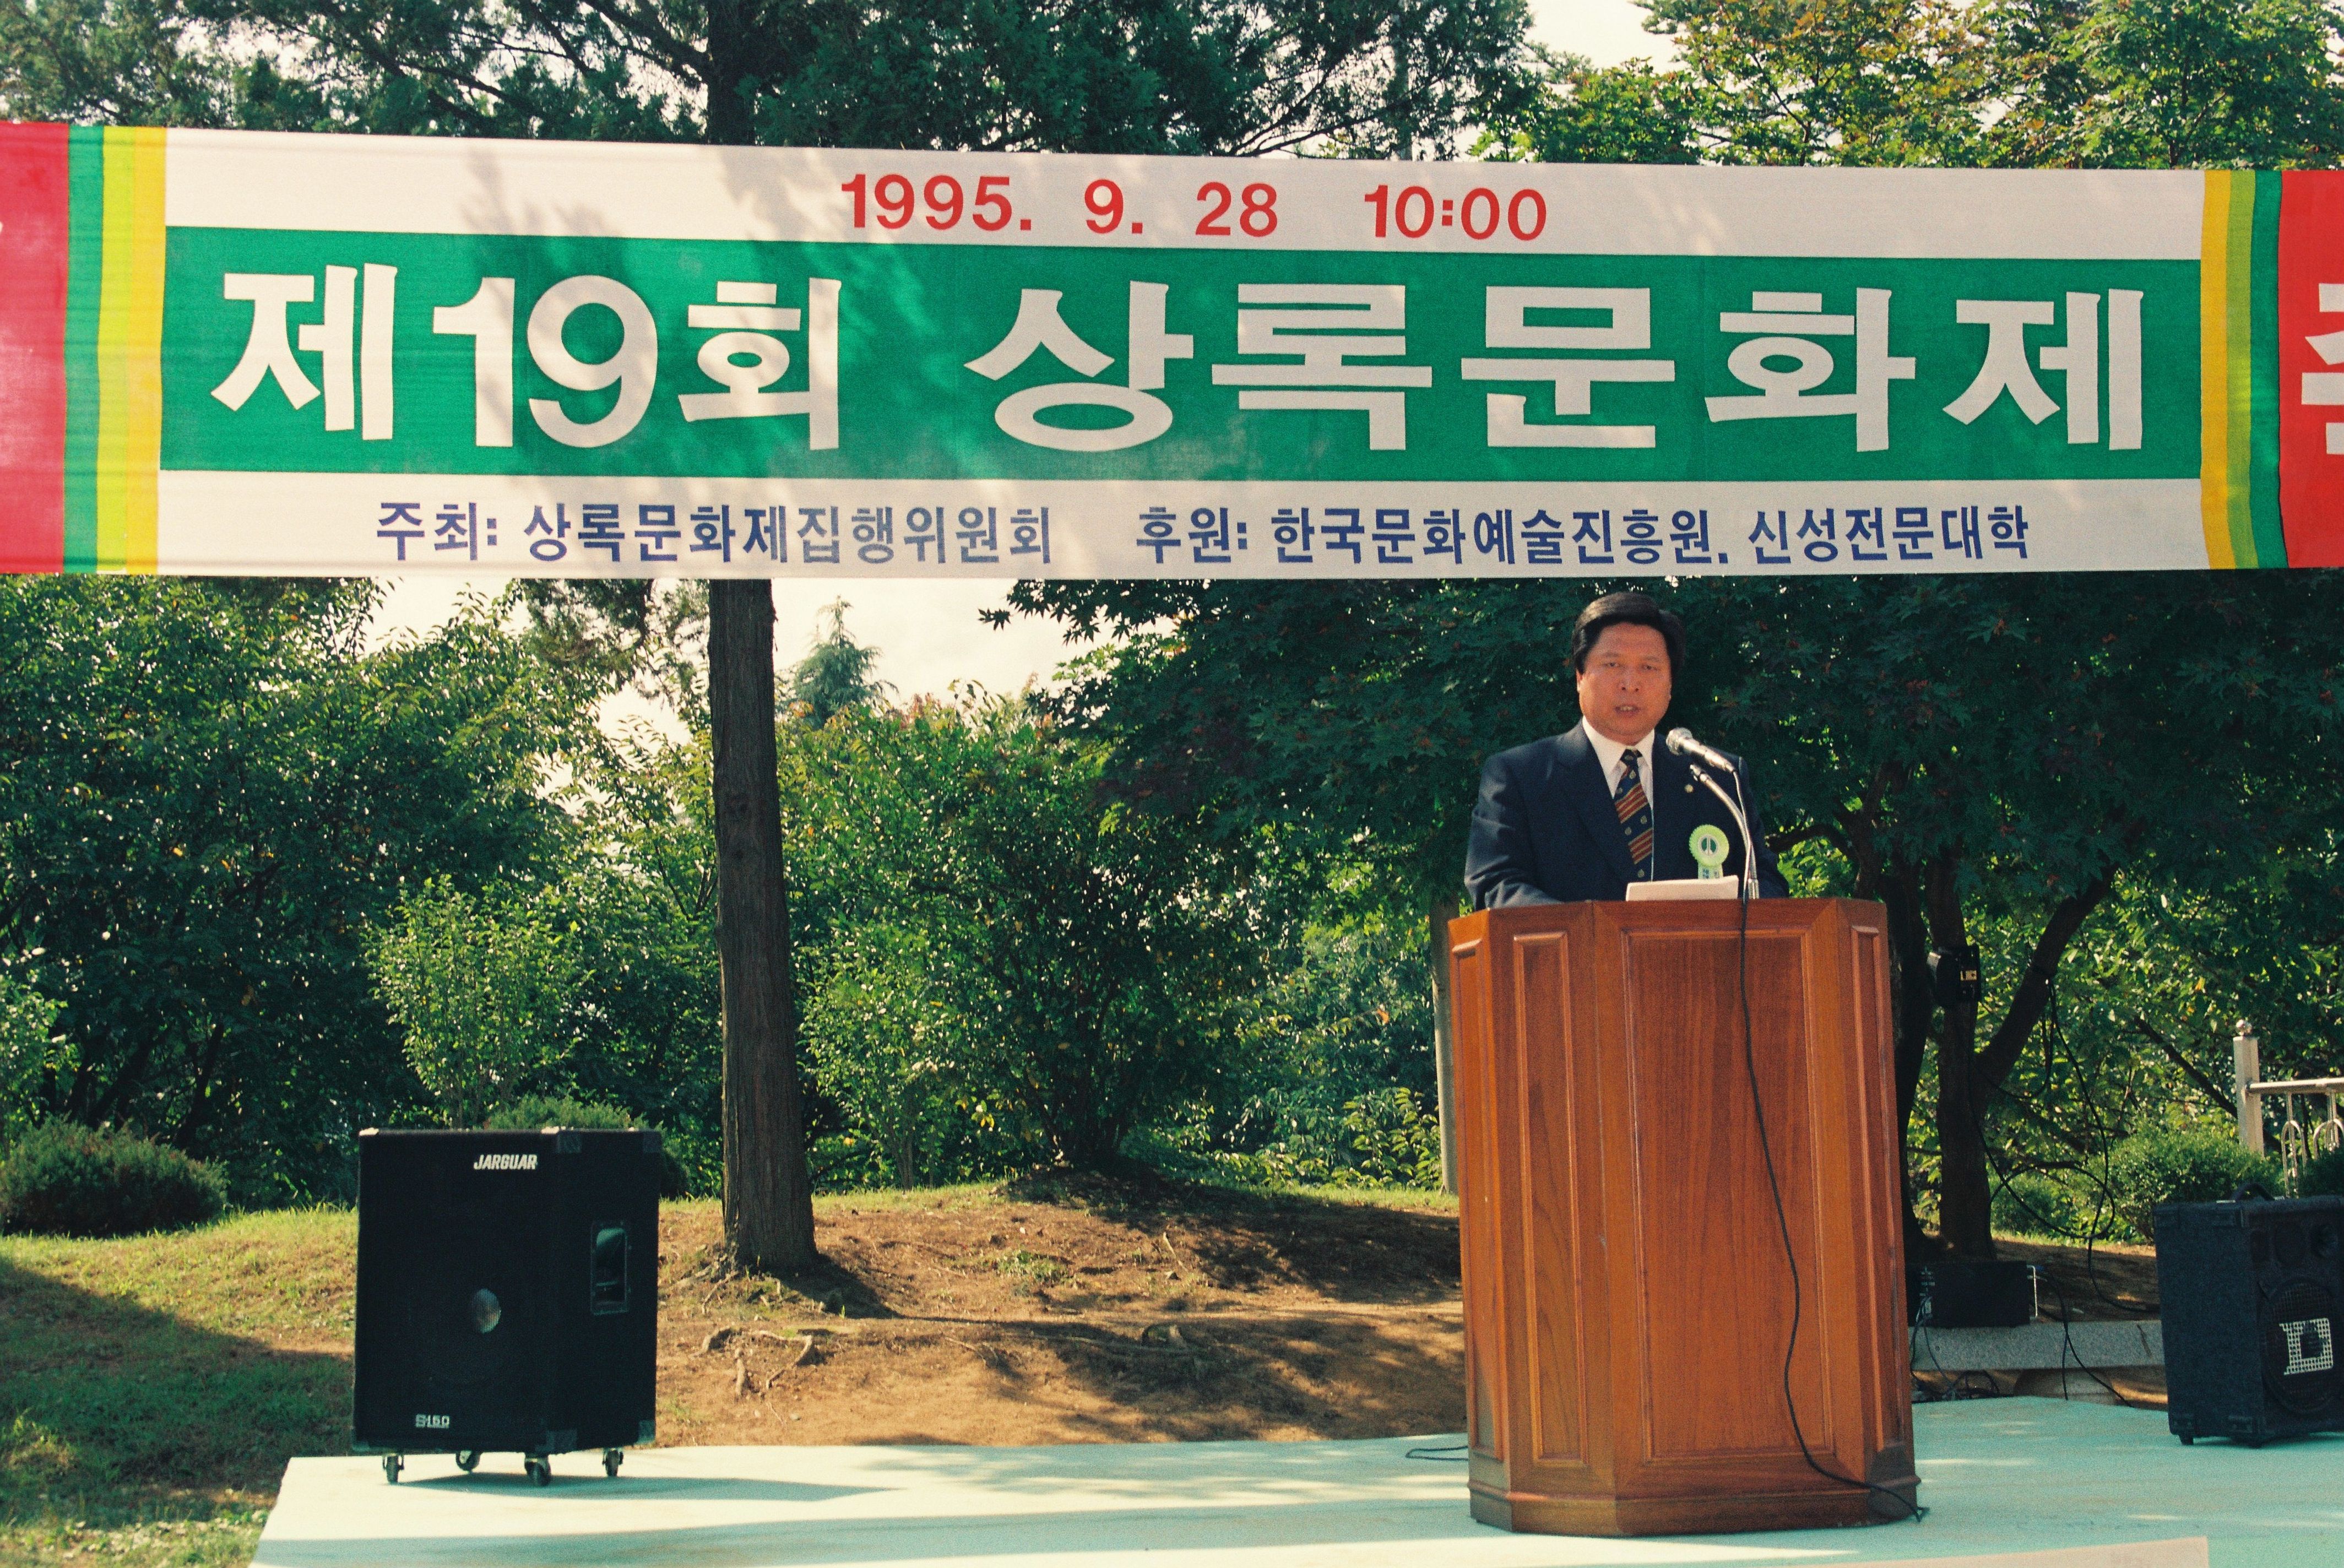 1995. 9. 28 10:00
제19회 상록문화제
주최: 상록문화제집행위원회 후원: 한국문화예술진흥원. 신성전문대학
JARGUAR
S-150